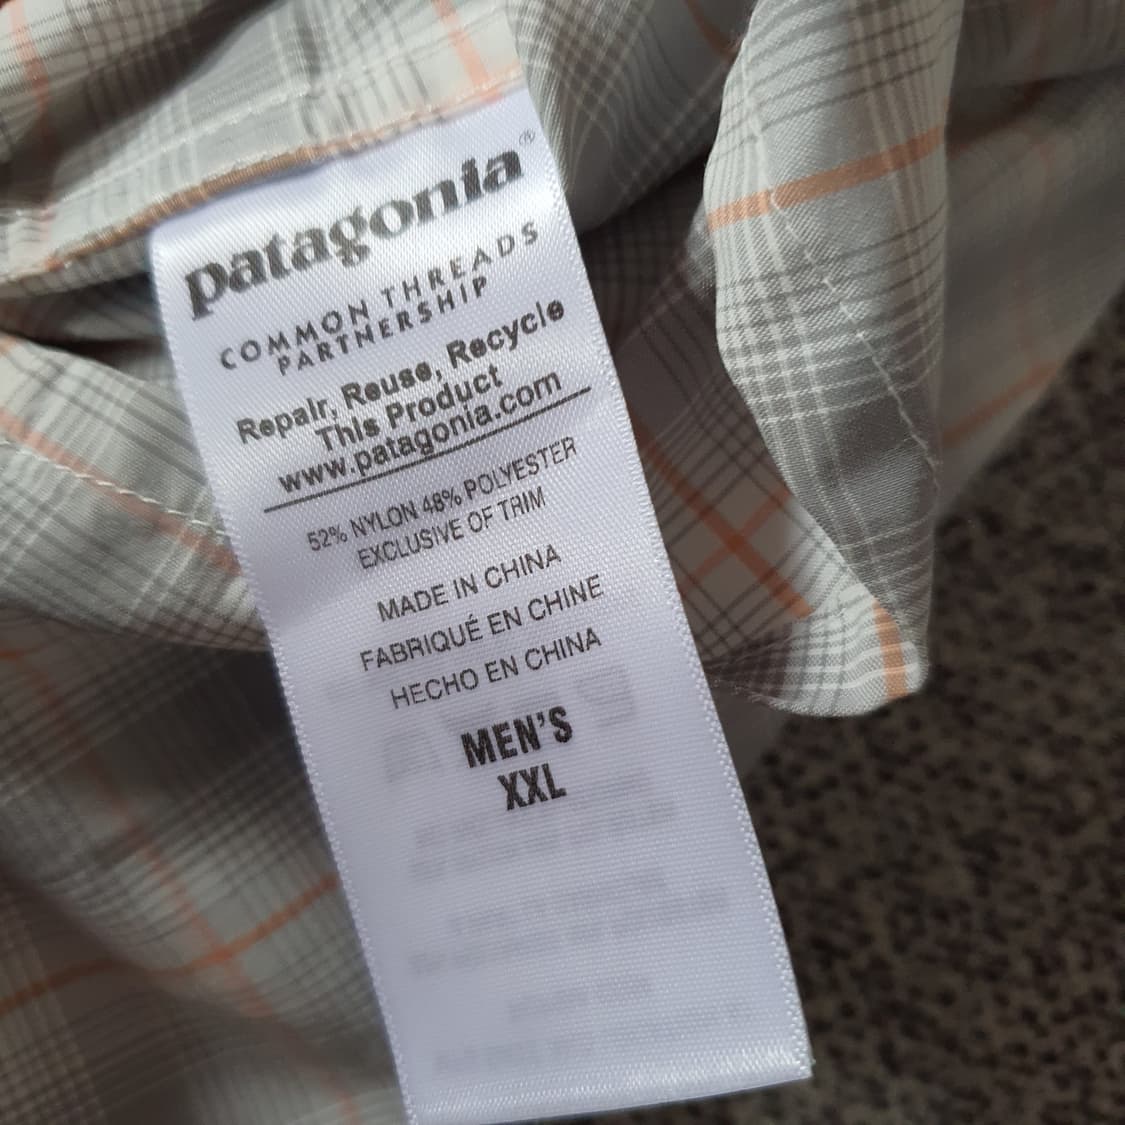 patagonia®
COMMON THREADS
PARTNERSHIP
Repair, Reuse, Recycle
This Product
www.patagonia.com
52% NYLON 48% POLYESTER
EXCLUSIVE OF TRIM
MADE IN CHINA
FABRIQUÉ EN CHINE
HECHO EN CHINA
MEN'S
XXL